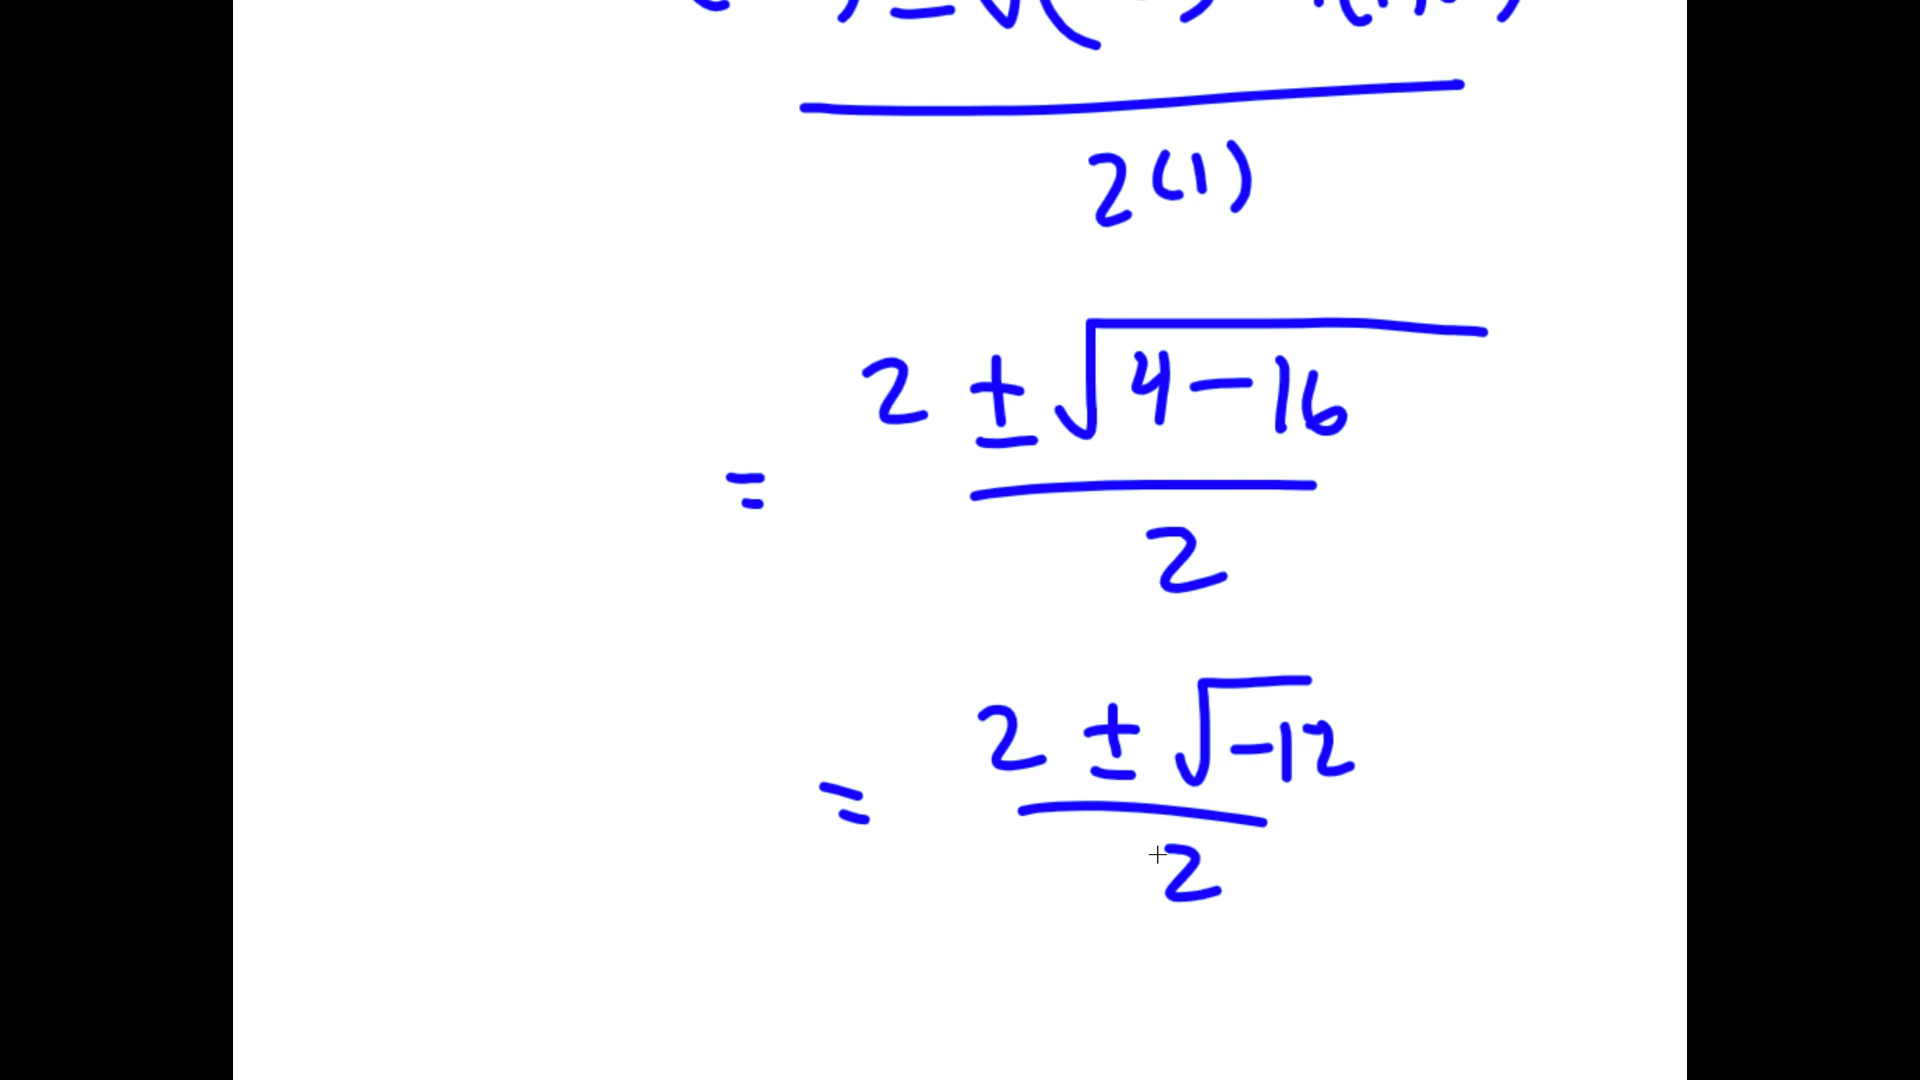 2(1)
2 ± √4-16
=
2
2 ± √-12
=
2